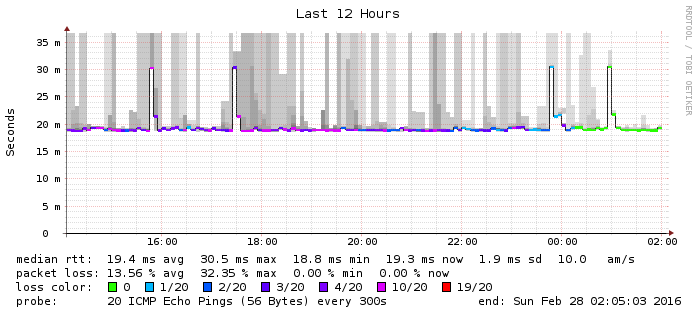 Last 12 Hours
RRDTOOL / TOBI OETIKER
Seconds
35 m
30 m
25 m
20 m
15 m
10 m
5 m
0
16:00 18:00 20:00 22:00 00:00 02:00
median rtt: 19.4 ms avg 30.5 ms max 18.8 ms min 19.3 ms now 1.9 ms sd 10.0 am/s
packet loss: 13.56 % avg 32.35 % max 0.00 % min 0.00 % now
loss color: 0 1/20 2/20 3/20 4/20 10/20 19/20
probe: 20 ICMP Echo Pings (56 Bytes) every 300s end: Sun Feb 28 02:05:03 2016